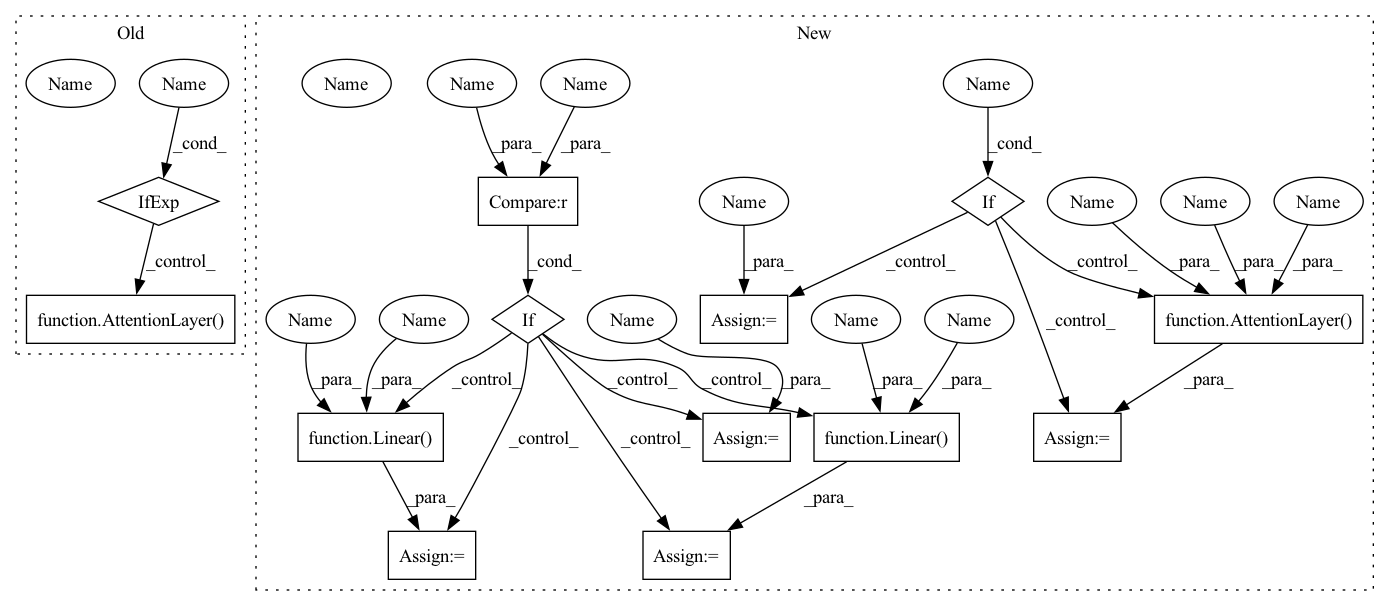 Old
New
Name
Name
Name
Name
Name
Name
_cond_
_para_
_para_
_cond_
IfExp
Compare:r
Name
If
Name
Name
Name
_control_
_cond_
_para_
_control_
_control_
_para_
_para_
_para_
function.AttentionLayer()
Name
Name
If
Name
Assign:=
Name
Name
function.AttentionLayer()
_control_
_para_
_para_
_control_
_control_
_control_
_para_
_para_
_para_
_para_
function.Linear()
Assign:=
function.Linear()
Assign:=
_control_
_control_
_para_
_para_
Assign:=
Assign:=